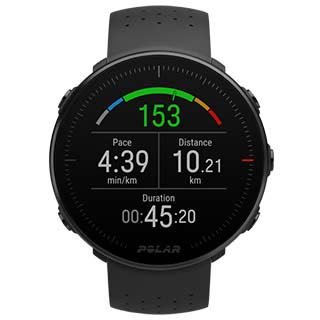 153
Pace Distance
4:39 10.21
min/km km
Duration
00:45:20
POLAR